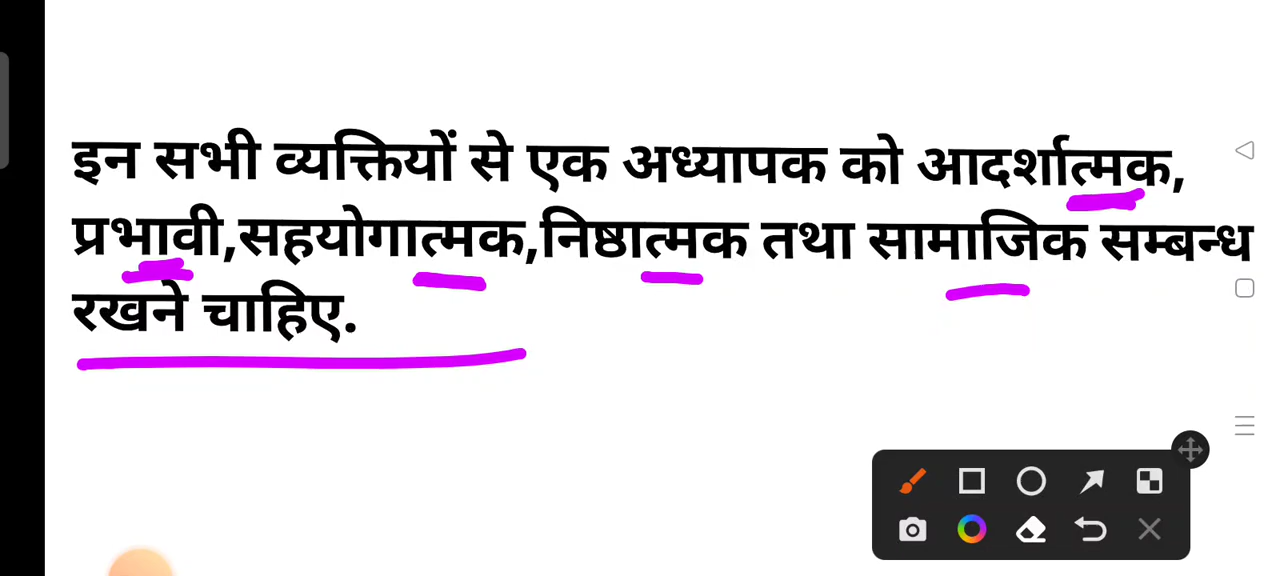 इन सभी व्यक्तियों से एक अध्यापक को आदर्शात्मक,
प्रभावी,सहयोगात्मक,निष्ठात्मक तथा सामाजिक सम्बन्ध
रखने चाहिए.